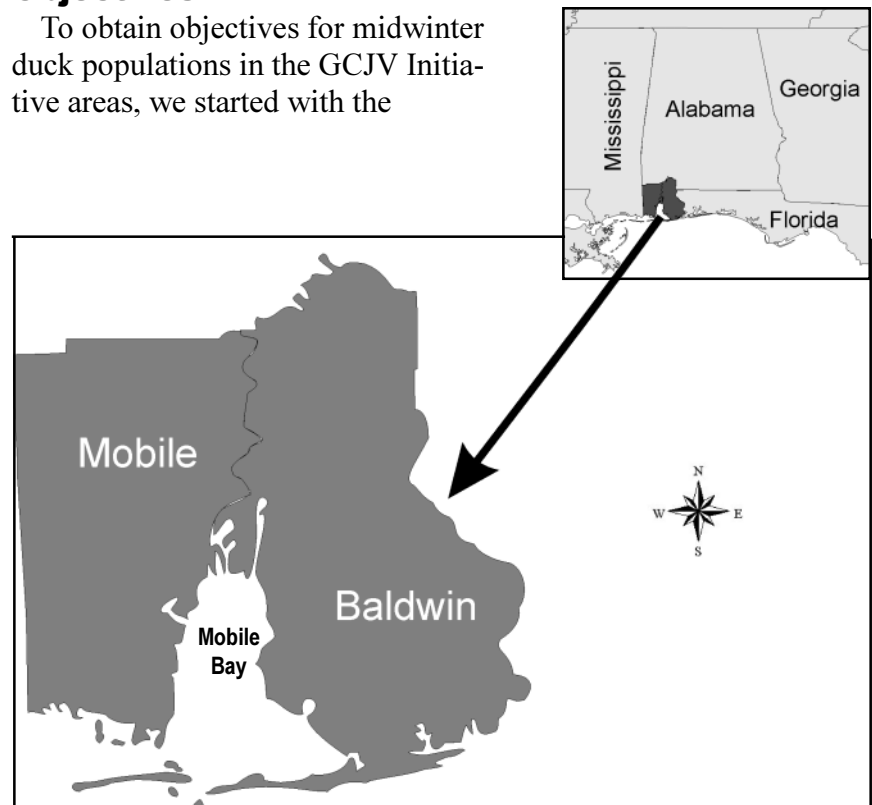 To obtain objectives for midwinter
duck populations in the GCJV Initia-
tive areas, we started with the
Mississippi
Alabama
Georgia
Florida
Mobile
Baldwin
Mobile
Bay
N
W E
S